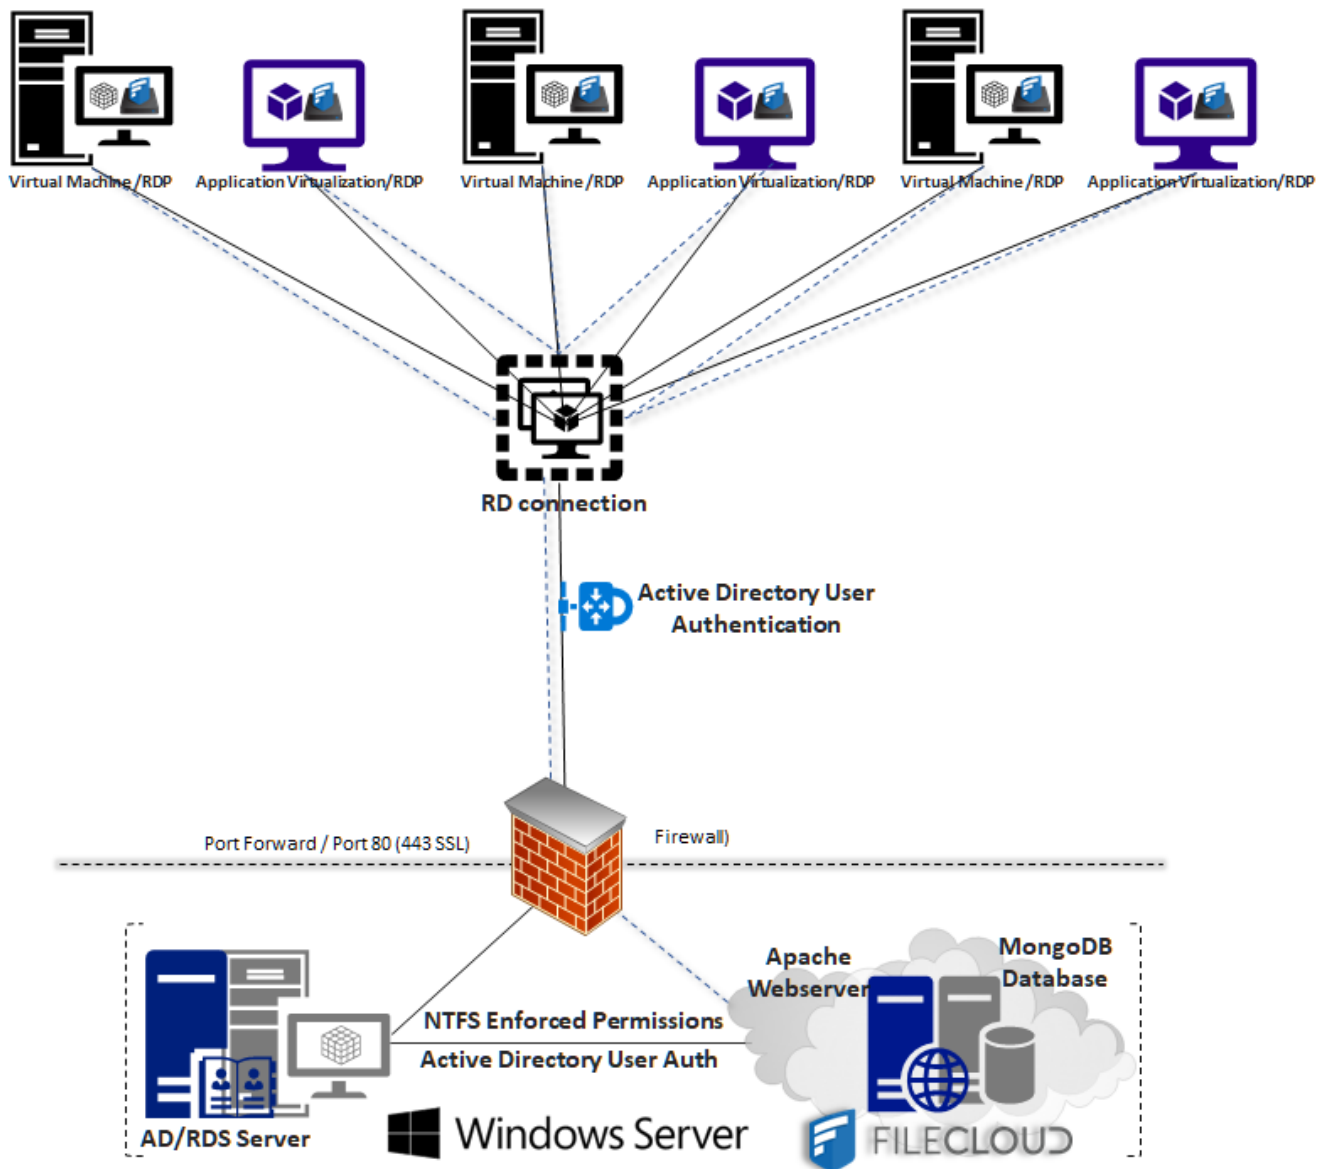 Virtual Machine /RDP
Application Virtualization/RDP
Virtual Machine /RDP
Application Virtualization/RDP
Virtual Machine /RDP
Application Virtualization/RDP
RD connection
Active Directory User
Authentication
Port Forward / Port 80 (443 SSL)
Firewall)
Apache
Webserver
MongoDB
Database
NTFS Enforced Permissions
Active Directory User Auth
AD/RDS Server
Windows Server
FILECLOUD